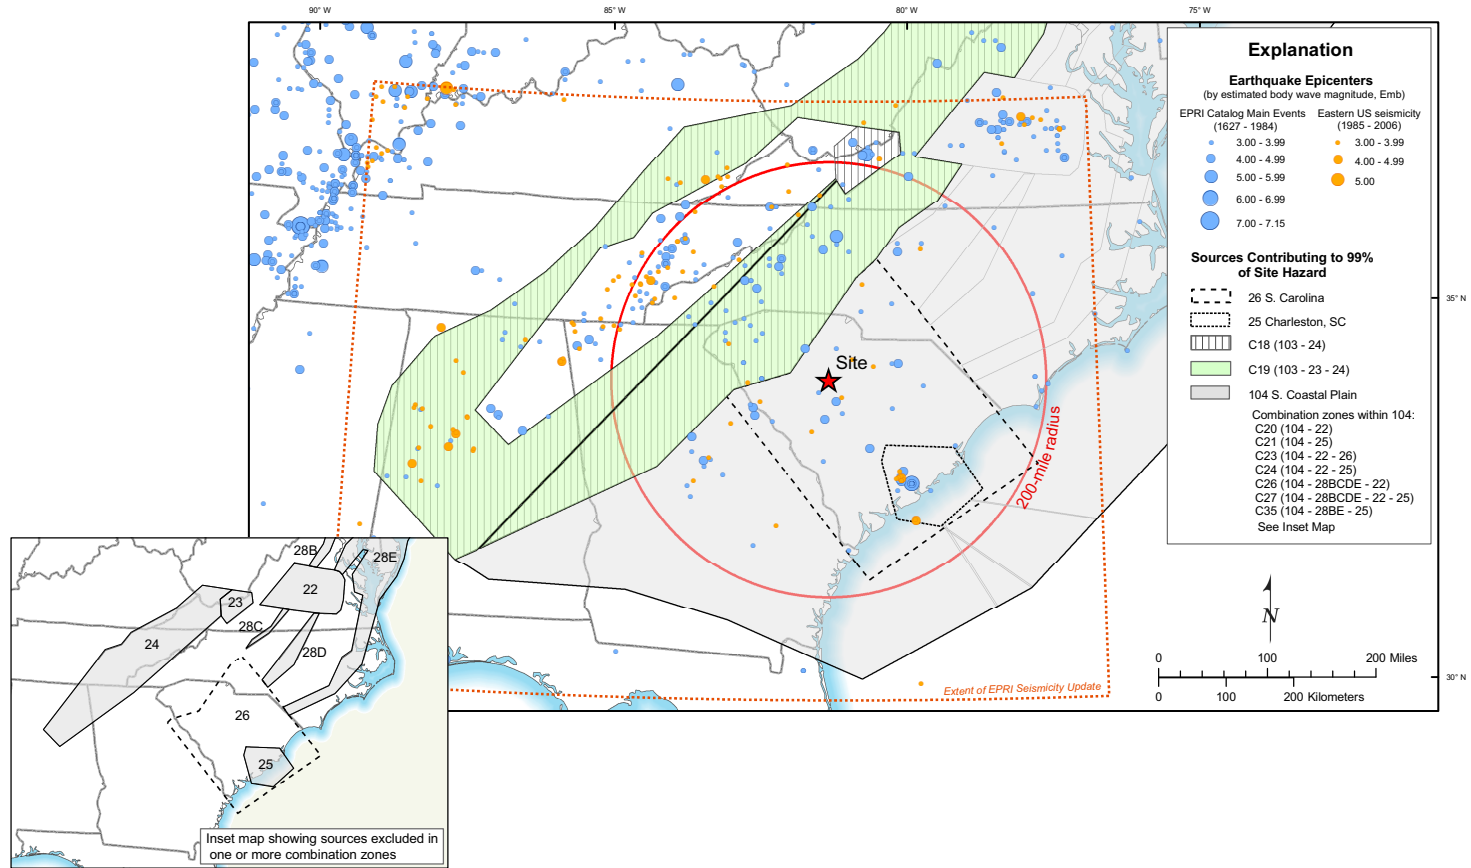 90° W
85° W
80° W
75° W
35° N
30° N
Explanation
Earthquake Epicenters
(by estimated body wave magnitude, Emb)
EPRI Catalog Main Events
(1627 - 1984)
3.00 - 3.99
4.00 - 4.99
5.00 - 5.99
6.00 - 6.99
7.00 - 7.15
Eastern US seismicity
(1985 - 2006)
3.00 - 3.99
4.00 - 4.99
5.00
Sources Contributing to 99%
of Site Hazard
26 S. Carolina
25 Charleston, SC
C18 (103 - 24)
C19 (103 - 23 - 24)
104 S. Coastal Plain
Combination zones within 104:
C20 (104 - 22)
C21 (104 - 25)
C23 (104 - 22 - 26)
C24 (104 - 22 - 25)
C26 (104 - 28BCDE - 22)
C27 (104 - 28BCDE - 22 - 25)
C35 (104 - 28BE - 25)
See Inset Map
Site
200-mile radius
N
0 100 200 Miles
0 100 200 Kilometers
Extent of EPRI Seismicity Update
28B
28E
22
23
28C
24
28D
26
25
Inset map showing sources excluded in
one or more combination zones